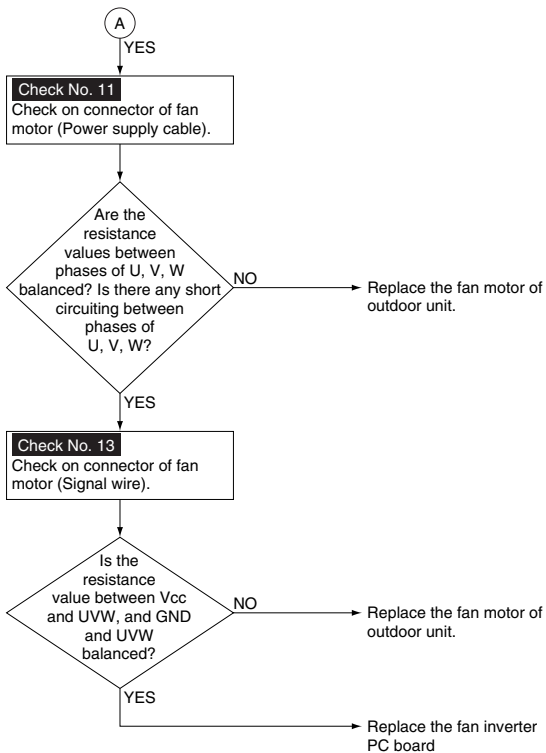 A
YES
Check No. 11
Check on connector of fan
motor (Power supply cable).
Are the
resistance
values between
phases of U, V, W
balanced? Is there any short
circuiting between
phases of
U, V, W?
NO
Replace the fan motor of
outdoor unit.
YES
Check No. 13
Check on connector of fan
motor (Signal wire).
Is the
resistance
value between Vcc
and UVW, and GND
and UVW
balanced?
NO
Replace the fan motor of
outdoor unit.
YES
Replace the fan inverter
PC board